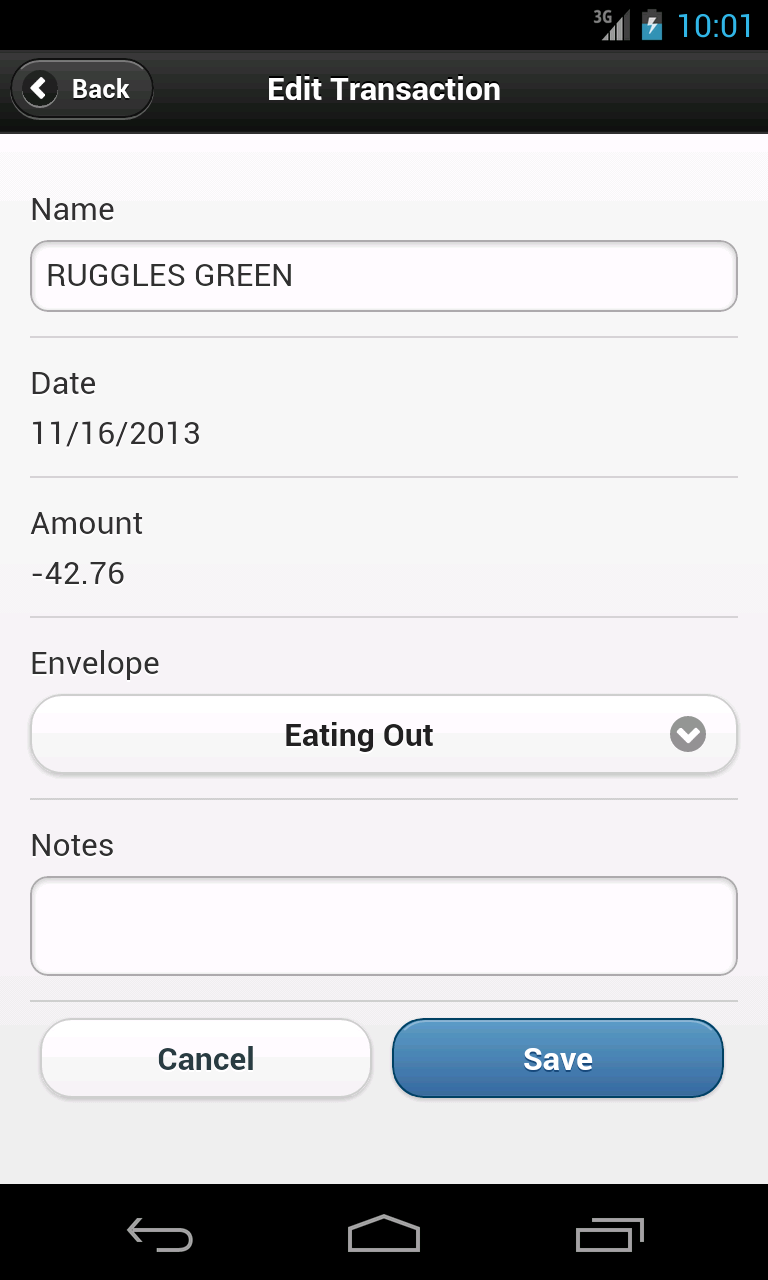 3G 10:01
Back Edit Transaction
Name
RUGGLES GREEN
Date
11/16/2013
Amount
-42.76
Envelope
Eating Out
Notes
Cancel Save